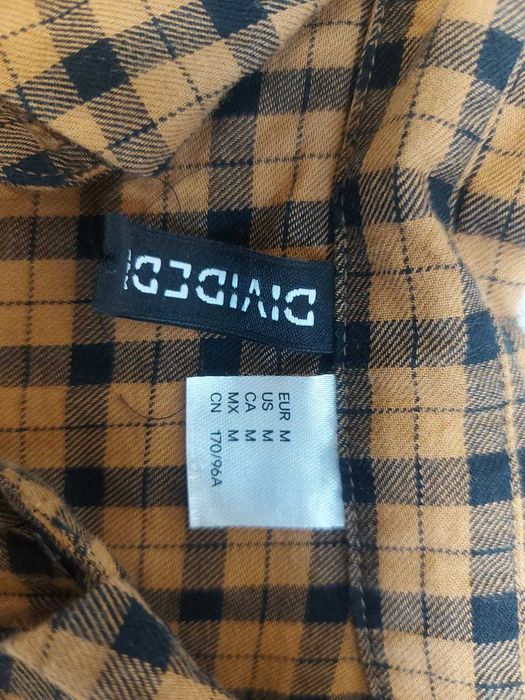 DIVIDED
EUR M
US M
CA M
MX M
CN 170/96A